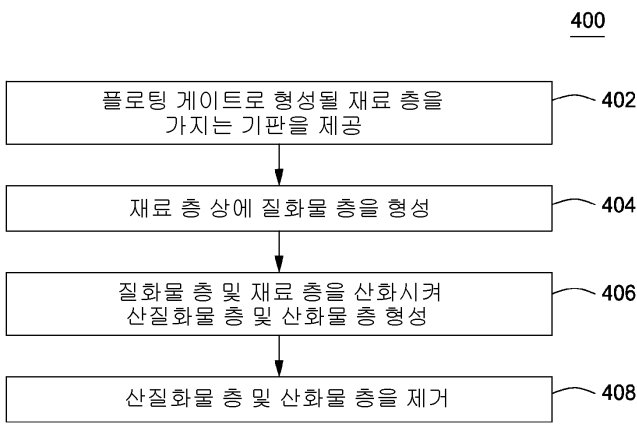 400
플로팅 게이트로 형성될 재료 층을
가지는 기판을 제공
402
재료 층 상에 질화물 층을 형성
404
질화물 층 및 재료 층을 산화시켜
산질화물 층 및 산화물 층 형성
406
산질화물 층 및 산화물 층을 제거
408